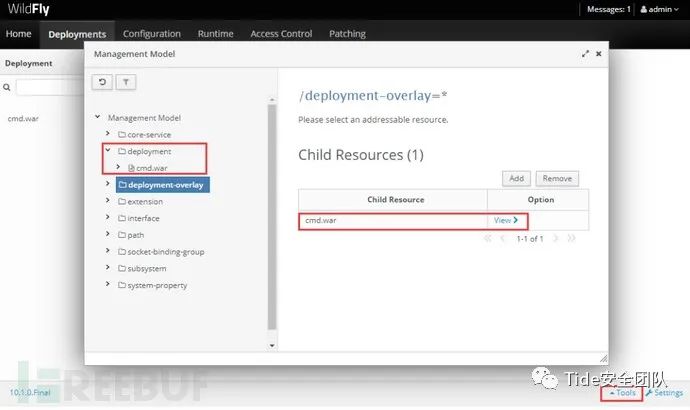 WildFly
Messages: 1
admin
Home
Deployments
Configuration
Runtime
Access Control
Patching
Deployment
cmd.war
Management Model
Management Model
core-service
deployment
cmd.war
deployment-overlay
extension
interface
path
socket-binding-group
subsystem
system-property
/deployment-overlay=*
Please select an addressable resource.
Child Resources (1)
Add
Remove
Child Resource
Option
cmd.war
View
1-1 of 1
REEBUF
Tide安全团队
10.1.0.Final
Tools
Settings